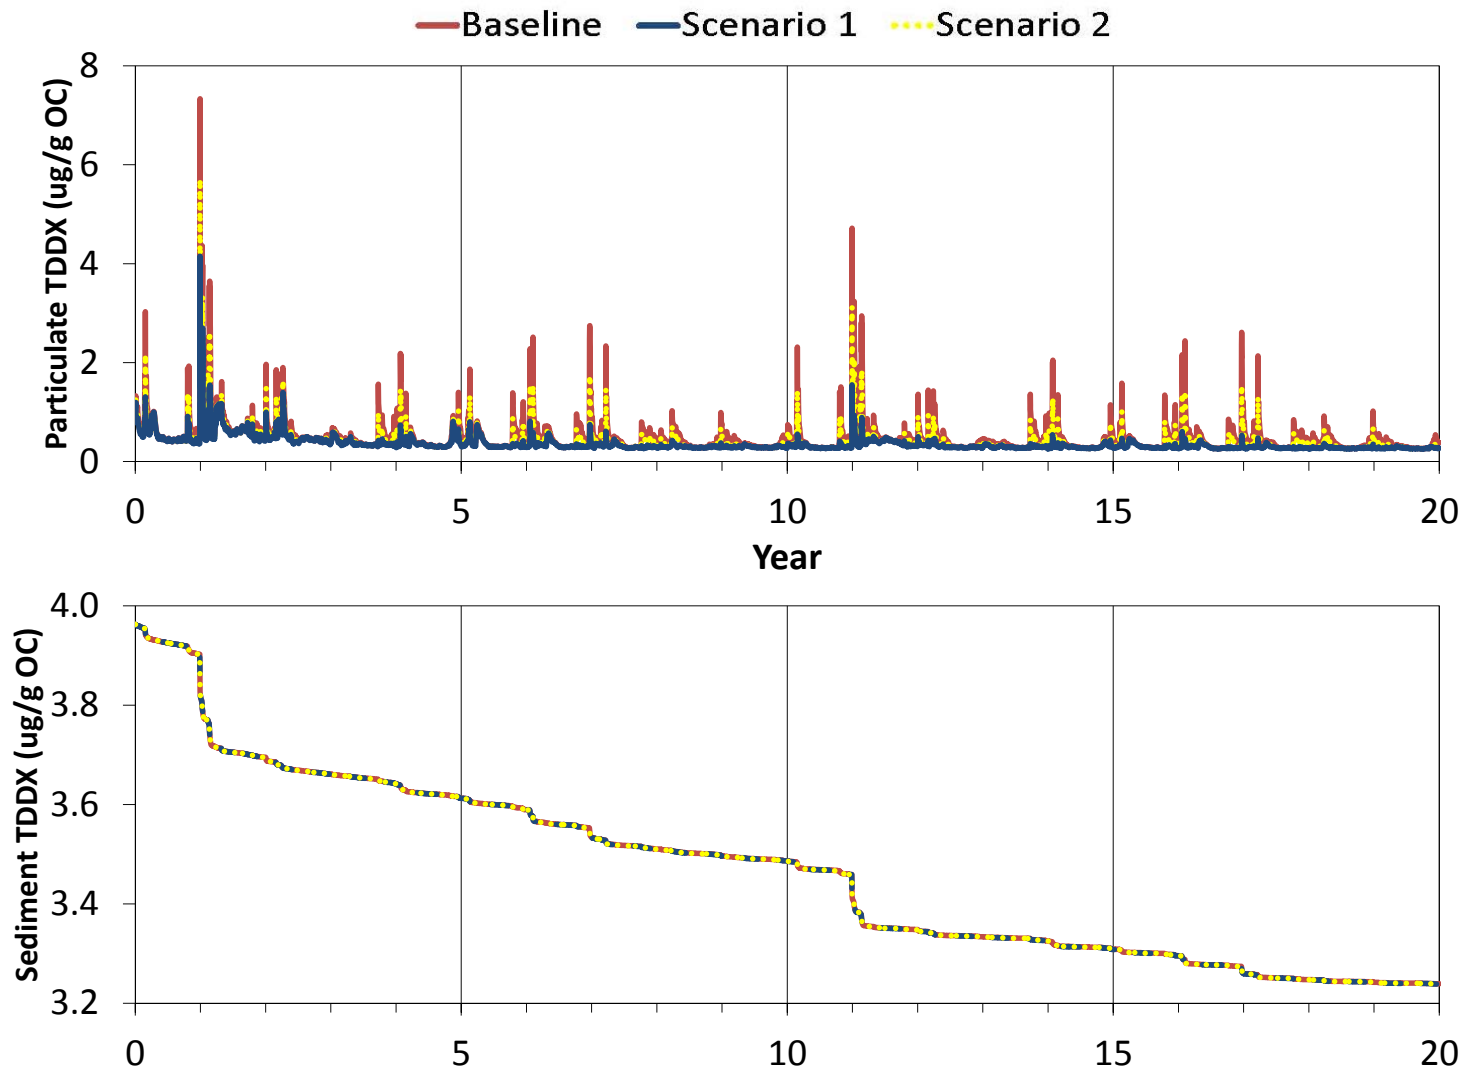 Baseline Scenario 1 Scenario 2
Particulate TDDX (ug/g OC)
8
6
4
2
0
0 5 10 15 20
Year
Sediment TDDX (ug/g OC)
4.0
3.8
3.6
3.4
3.2
0 5 10 15 20